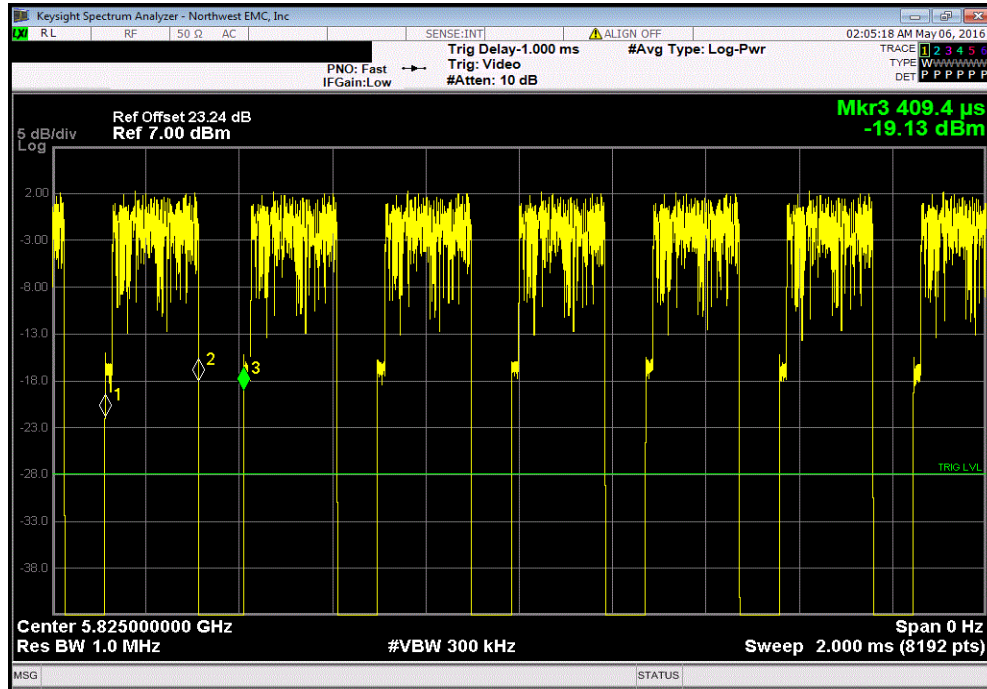 Keysight Spectrum Analyzer - Northwest EMC, Inc
LXI RL RF 50 Ω AC SENSE:INT ALIGN OFF 02:05:18 AM May 06, 2016
Trig Delay-1.000 ms #Avg Type: Log-Pwr TRACE 1 2 3 4 5 6
PNO: Fast Trig: Video TYPE WWWWWW
IFGain:Low #Atten: 10 dB DET P P P P P P
Mkr3 409.4 µs
-19.13 dBm
Ref Offset 23.24 dB
5 dB/div Ref 7.00 dBm
Log
2.00
-3.00
-8.00
-13.0
2
3
-18.0
1
-23.0
-28.0
TRIG LVL
-33.0
-38.0
Center 5.825000000 GHz Span 0 Hz
Res BW 1.0 MHz #VBW 300 kHz Sweep 2.000 ms (8192 pts)
MSG STATUS